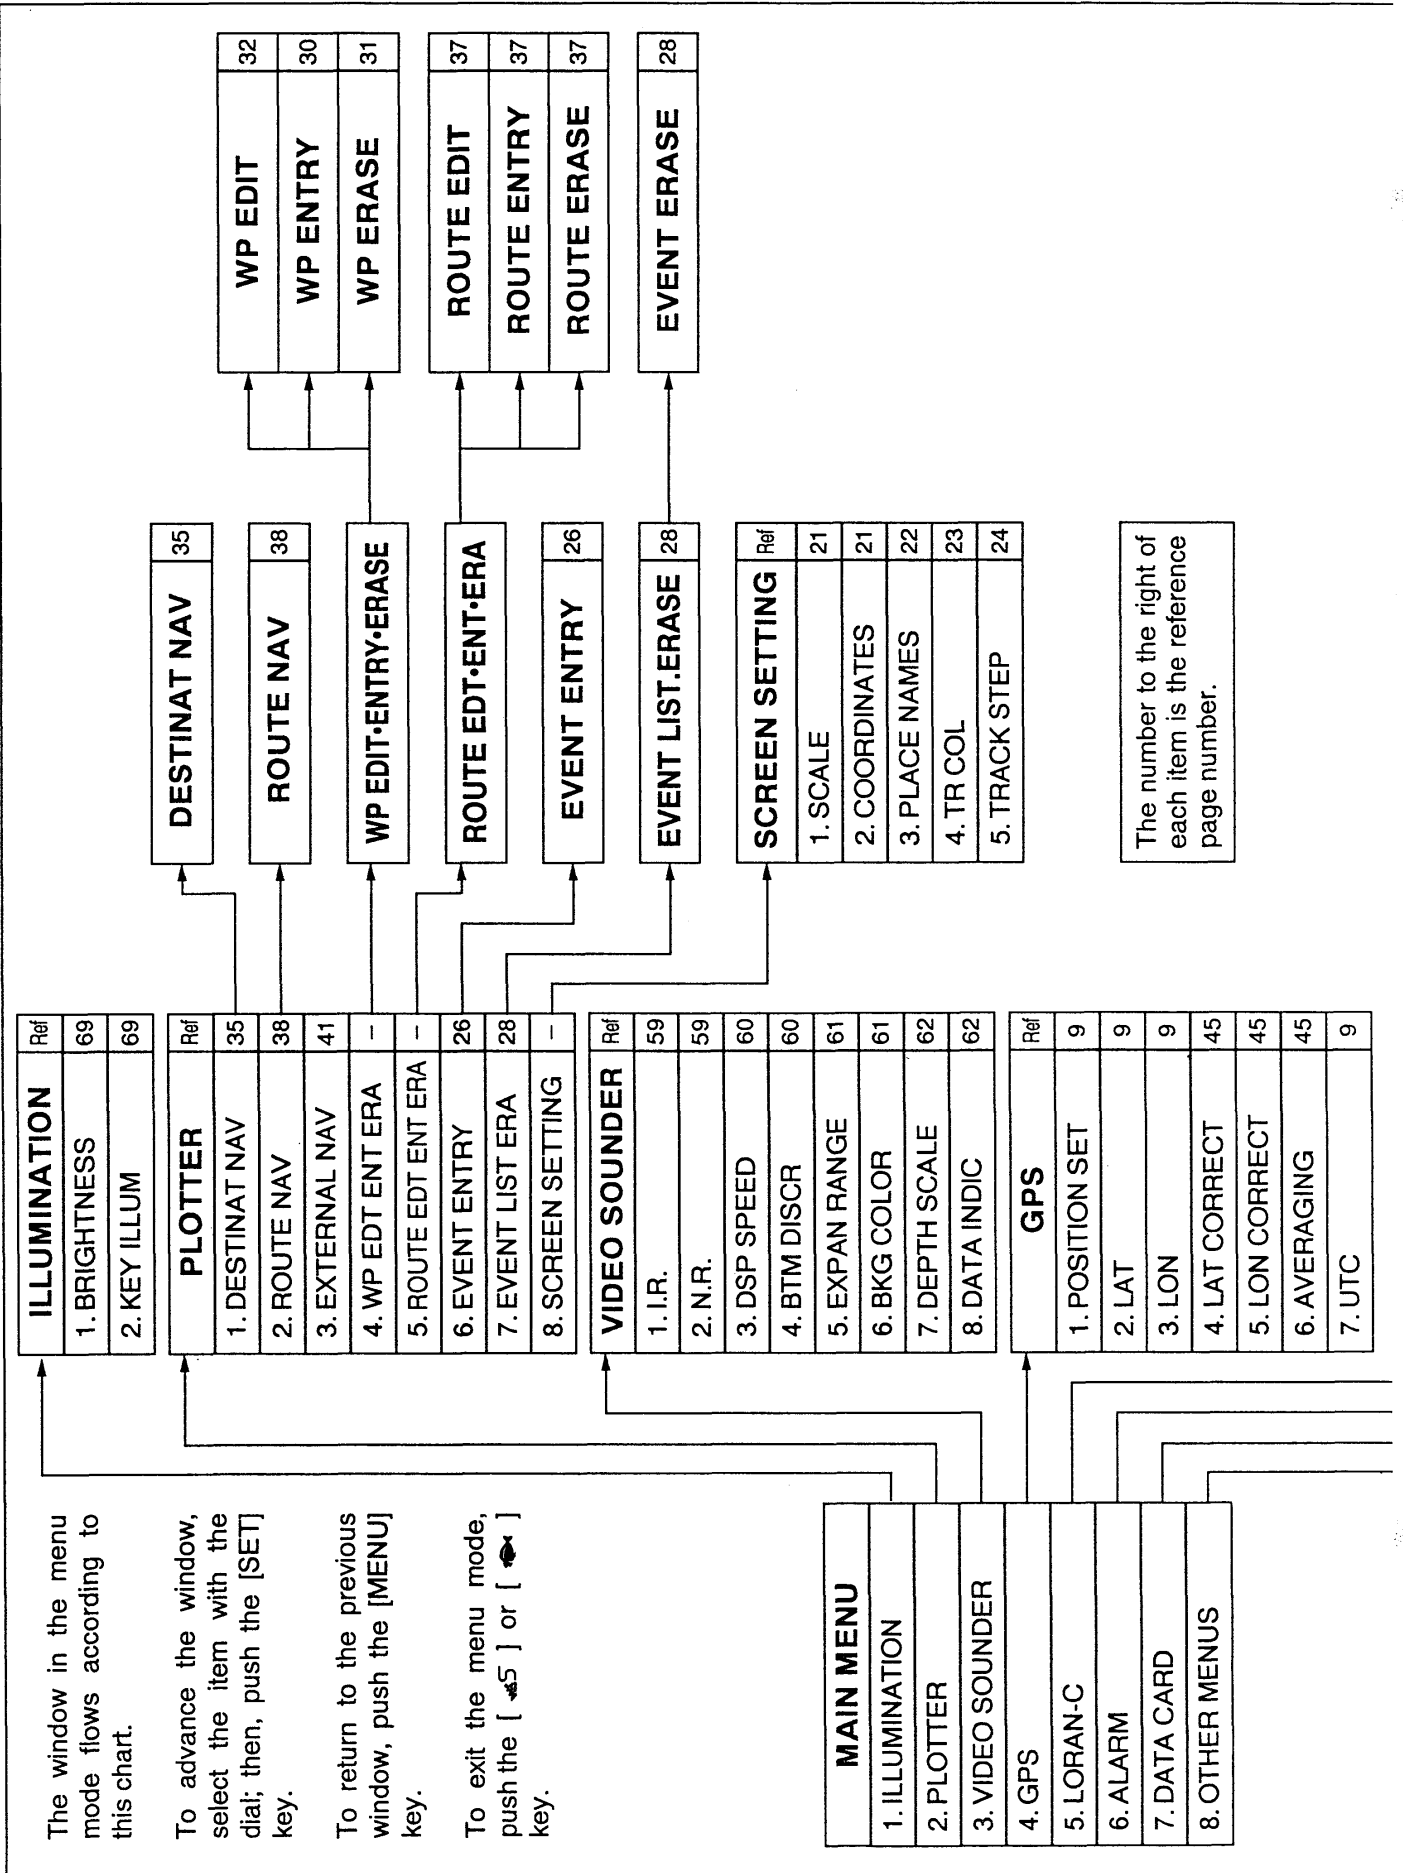 The window in the menu
mode flows according to
this chart.
To advance the window,
select the item with the
dial; then, push the [SET]
key.
To return to the previous
window, push the [MENU]
key.
To exit the menu mode,
push the [ ] or [ ]
key.
MAIN MENU
1. ILLUMINATION
2. PLOTTER
3. VIDEO SOUNDER
4. GPS
5. LORAN-C
6. ALARM
7. DATA CARD
8. OTHER MENUS
ILLUMINATION Ref
1. BRIGHTNESS 69
2. KEY ILLUM 69
PLOTTER Ref
1. DESTINAT NAV 35
2. ROUTE NAV 38
3. EXTERNAL NAV 41
4. WP EDT ENT ERA –
5. ROUTE EDT ENT ERA –
6. EVENT ENTRY 26
7. EVENT LIST ERA 28
8. SCREEN SETTING –
VIDEO SOUNDER Ref
1. I.R. 59
2. N.R. 59
3. DSP SPEED 60
4. BTM DISCR 60
5. EXPAN RANGE 61
6. BKG COLOR 61
7. DEPTH SCALE 62
8. DATA INDIC 62
GPS Ref
1. POSITION SET 9
2. LAT 9
3. LON 9
4. LAT CORRECT 45
5. LON CORRECT 45
6. AVERAGING 45
7. UTC 9
DESTINAT NAV 35
ROUTE NAV 38
WP EDIT•ENTRY•ERASE
ROUTE EDT•ENT•ERA
EVENT ENTRY 26
EVENT LIST.ERASE 28
SCREEN SETTING Ref
1. SCALE 21
2. COORDINATES 21
3. PLACE NAMES 22
4. TR COL 23
5. TRACK STEP 24
WP EDIT 32
WP ENTRY 30
WP ERASE 31
ROUTE EDIT 37
ROUTE ENTRY 37
ROUTE ERASE 37
EVENT ERASE 28
The number to the right of
each item is the reference
page number.